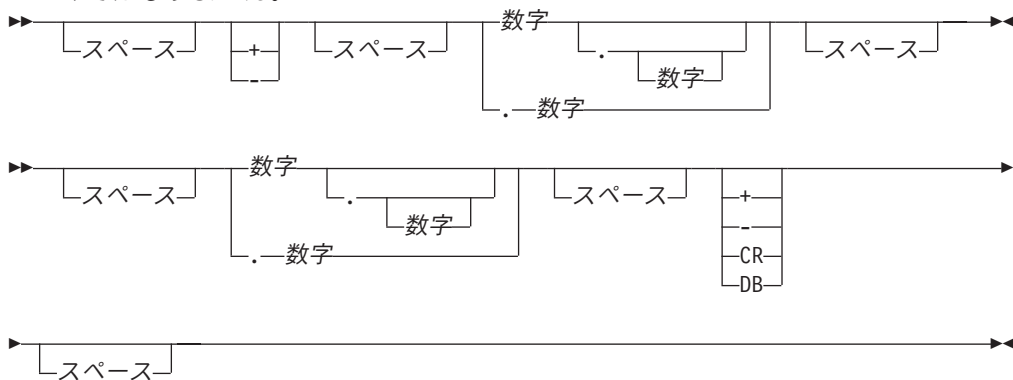 数字
スペース + スペース . スペース
- 数字
. 数字
数字
スペース . スペース +
数字 -
. 数字 CR
DB
スペース